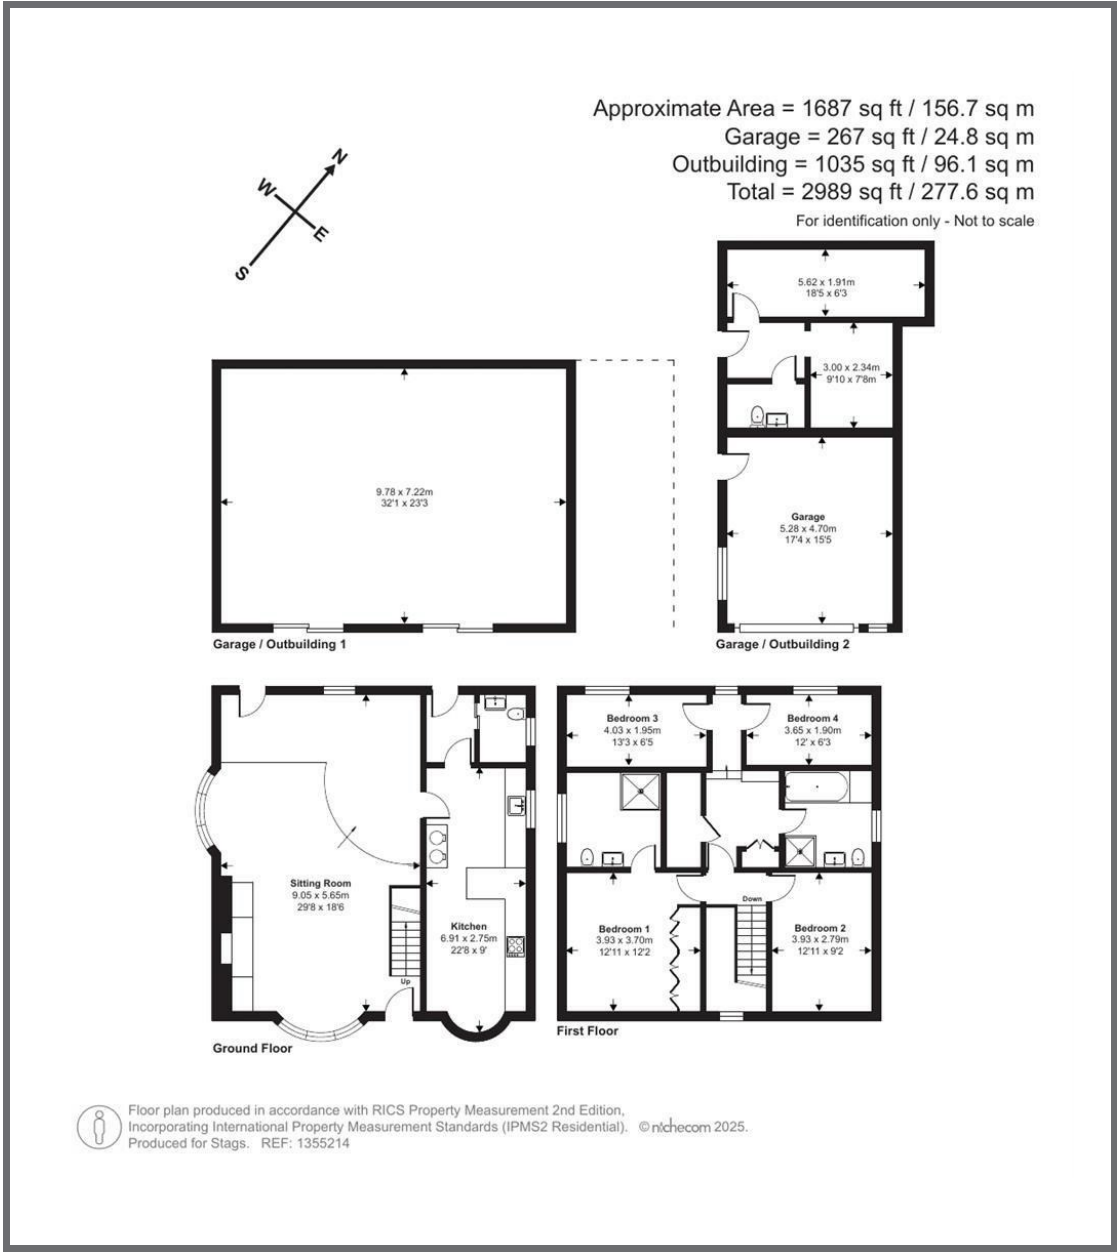 Approximate Area = 1687 sq ft / 156.7 sq m
Garage = 267 sq ft / 24.8 sq m
Outbuilding = 1035 sq ft / 96.1 sq m
Total = 2989 sq ft / 277.6 sq m
For identification only - Not to scale
N
W
E
S
5.62 x 1.91m
18'5 x 6'3
3.00 x 2.34m
9'10 x 7'8m
9.78 x 7.22m
32'1 x 23'3
Garage
5.28 x 4.70m
17'4 x 15'5
Garage / Outbuilding 1
Garage / Outbuilding 2
Sitting Room
9.05 x 5.65m
29'8 x 18'6
Up
Kitchen
6.91 x 2.75m
22'8 x 9'
Ground Floor
Bedroom 3
4.03 x 1.95m
13'3 x 6'5
Bedroom 4
3.65 x 1.90m
12' x 6'3
Bedroom 1
3.93 x 3.70m
12'11 x 12'2
Down
Bedroom 2
3.93 x 2.79m
12'11 x 9'2
First Floor
Floor plan produced in accordance with RICS Property Measurement 2nd Edition,
Incorporating International Property Measurement Standards (IPMS2 Residential). © nichecom 2025.
Produced for Stags. REF: 1355214